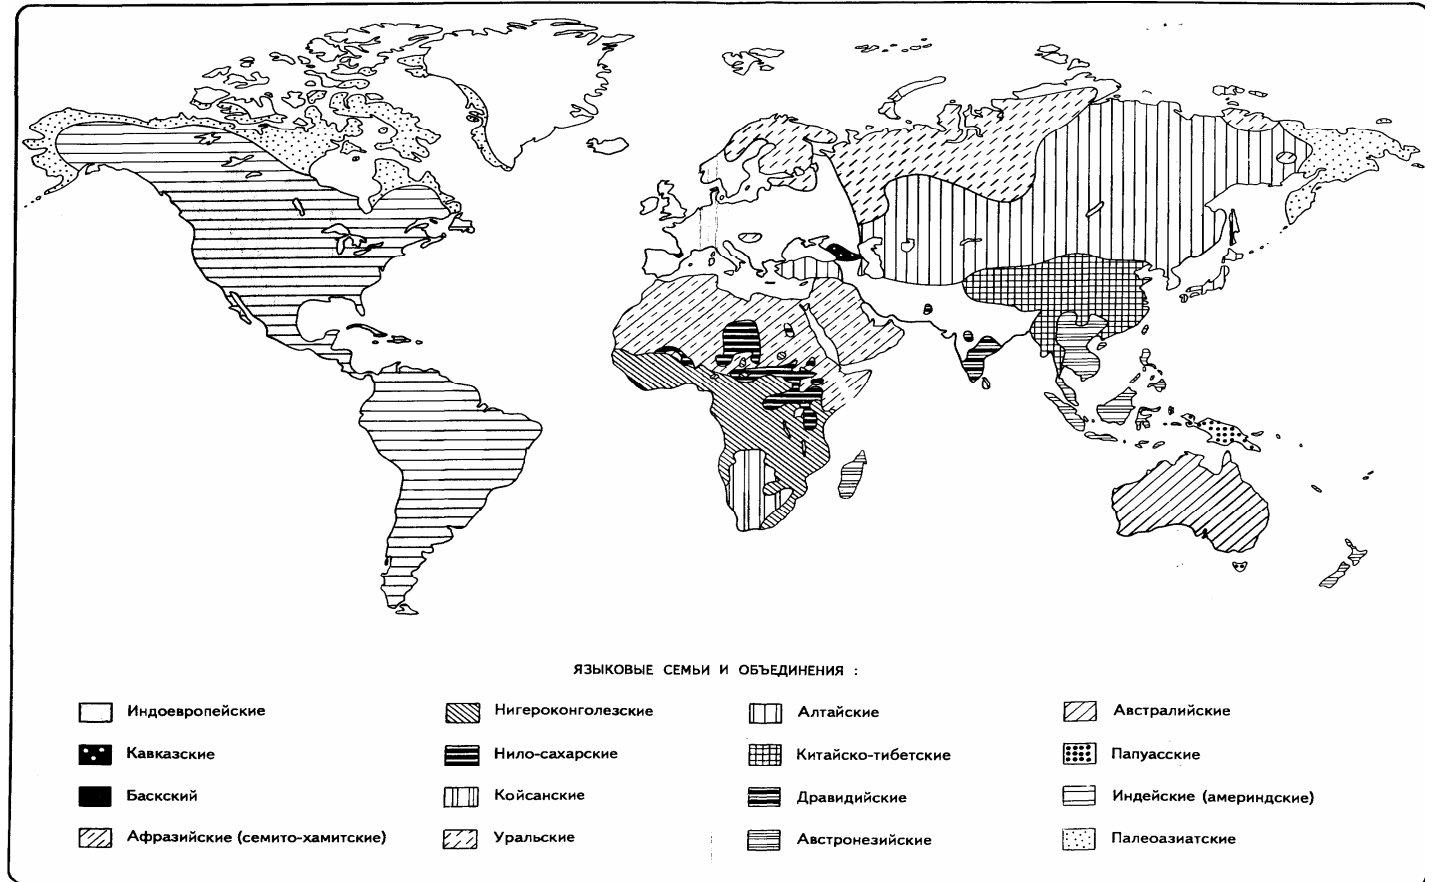 ЯЗЫКОВЫЕ СЕМЬИ И ОБЪЕДИНЕНИЯ :
Индоевропейские
Нигероконголезские
Алтайские
Австралийские
Кавказские
Нило-сахарские
Китайско-тибетские
Папуасские
Баскский
Койсанские
Дравидийские
Индейские (америндские)
Афразийские (семито-хамитские)
Уральские
Австронезийские
Палеоазиатские